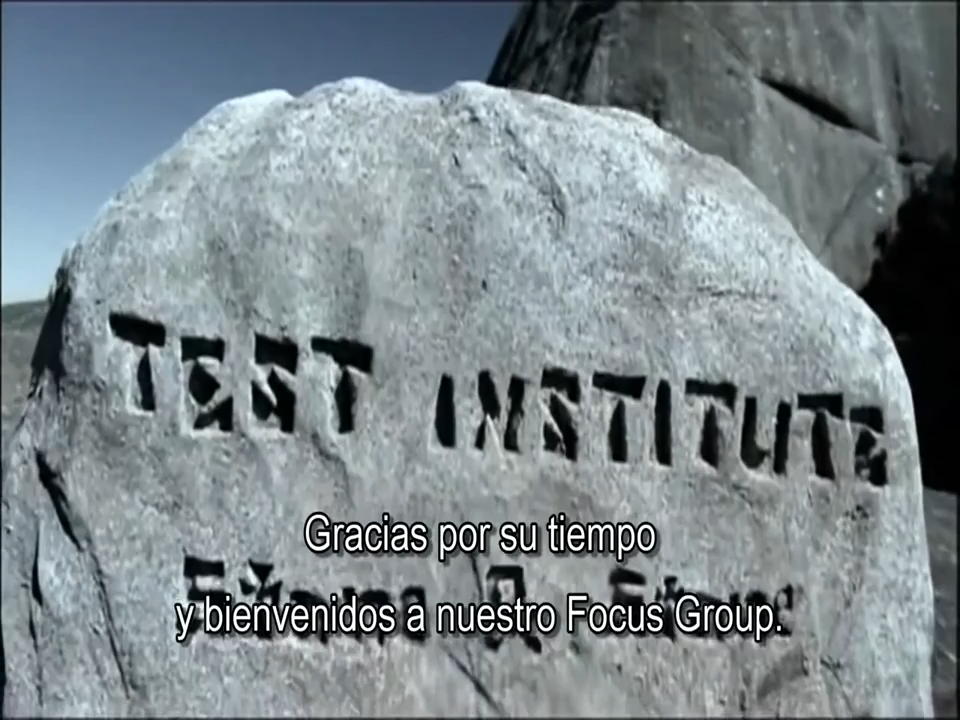 TEST INSTITUTE
Gracias por su tiempo
y bienvenidos a nuestro Focus Group.